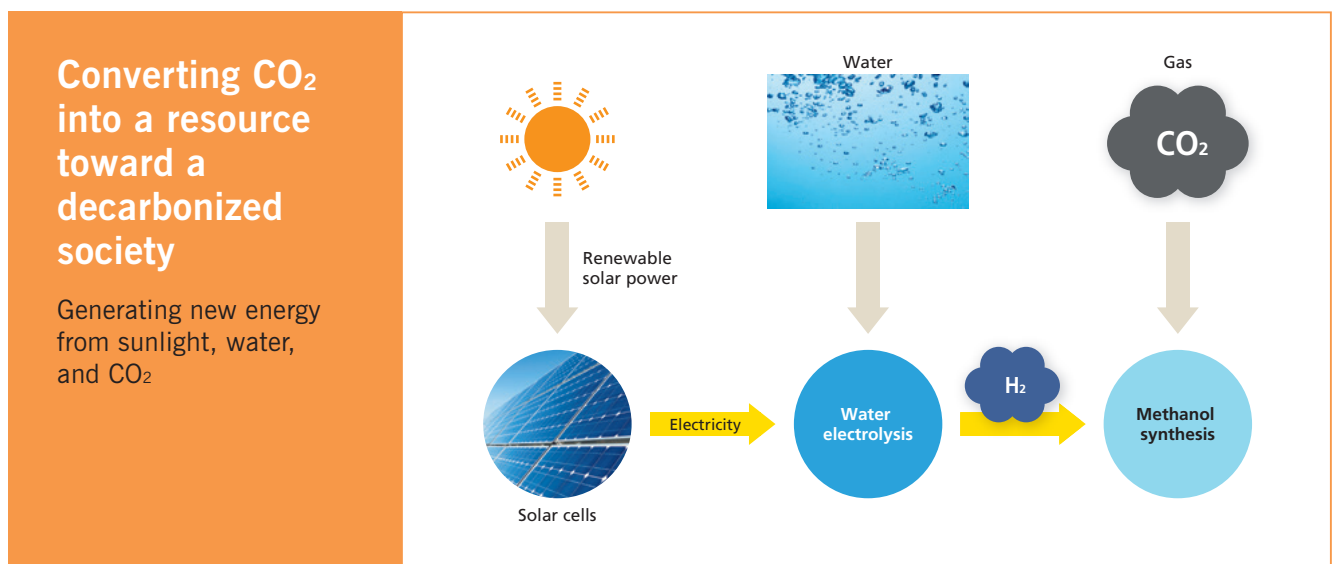 Converting CO₂
into a resource
toward a
decarbonized
society
Generating new energy
from sunlight, water,
and CO₂
Water
Gas
CO₂
Renewable
solar power
Electricity
Water
electrolysis
H₂
Methanol
synthesis
Solar cells